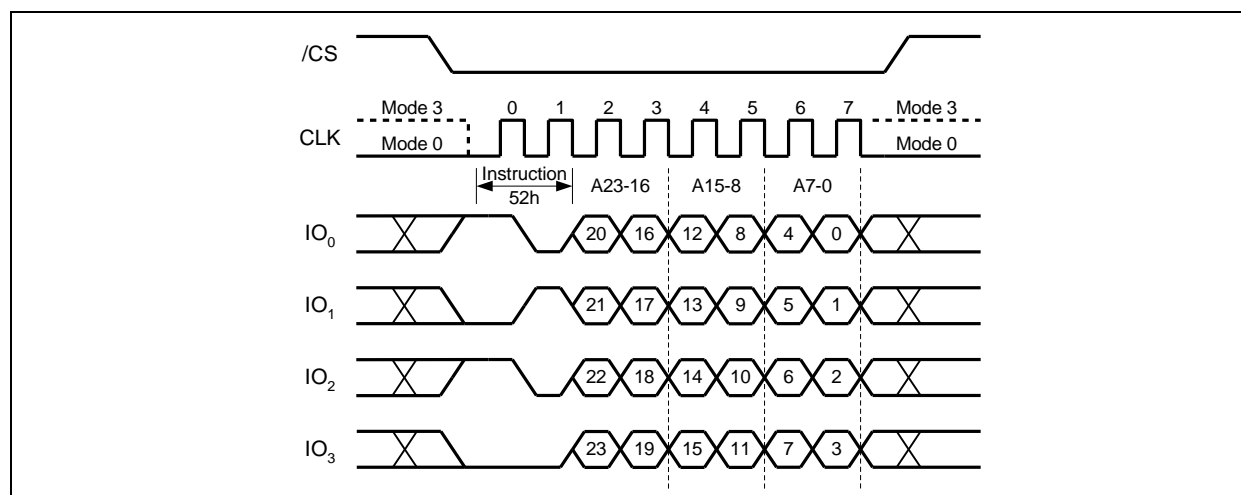 /CS
Mode 3 0 1 2 3 4 5 6 7 Mode 3
CLK
Mode 0 Mode 0
Instruction A23-16 A15-8 A7-0
52h
IO0 20 16 12 8 4 0
IO1 21 17 13 9 5 1
IO2 22 18 14 10 6 2
IO3 23 19 15 11 7 3